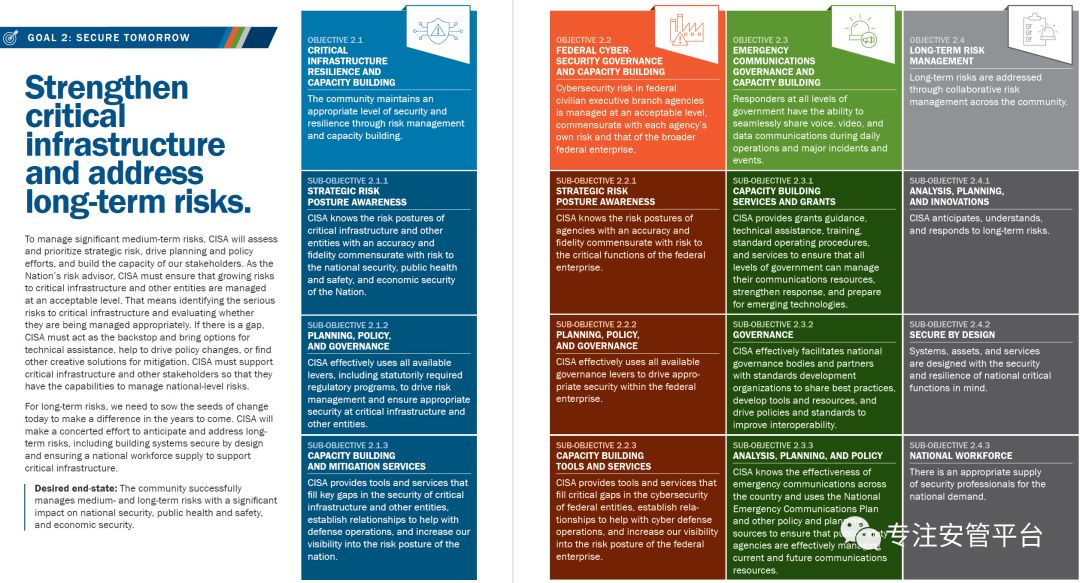 GOAL 2: SECURE TOMORROW
Strengthen
critical
infrastructure
and address
long-term risks.
To manage significant medium-term risks, CISA will assess
and prioritize strategic risk, drive planning and policy
efforts, and build the capacity of our stakeholders. As the
Nation's risk advisor, CISA must ensure that growing risks
to critical infrastructure and other entities are managed
at an acceptable level. That means identifying the serious
risks to critical infrastructure and evaluating whether
they are being managed appropriately. If there is a gap,
CISA must act as the backstop and bring options for
technical assistance, help to drive policy changes, or find
other creative solutions for mitigation. CISA must support
critical infrastructure and other stakeholders so that they
have the capabilities to manage national-level risks.
For long-term risks, we need to sow the seeds of change
today to make a difference in the years to come. CISA will
make a concerted effort to anticipate and address long-
term risks, including building systems secure by design
and ensuring a national workforce supply to support
critical infrastructure.
Desired end-state: The community successfully
manages medium- and long-term risks with a significant
impact on national security, public health and safety,
and economic security.
OBJECTIVE 2.1
CRITICAL
INFRASTRUCTURE
RESILIENCE AND
CAPACITY BUILDING
The community maintains an
appropriate level of security and
resilience through risk management
and capacity building.
SUB-OBJECTIVE 2.1.1
STRATEGIC RISK
POSTURE AWARENESS
CISA knows the risk postures of
critical infrastructure and other
entities with an accuracy and
fidelity commensurate with risk to
the national security, public health
and safety, and economic security
of the Nation.
SUB-OBJECTIVE 2.1.2
PLANNING, POLICY,
AND GOVERNANCE
CISA effectively uses all available
levers, including statutorily required
regulatory programs, to drive risk
management and ensure appropriate
security at critical infrastructure and
other entities.
SUB-OBJECTIVE 2.1.3
CAPACITY BUILDING
AND MITIGATION SERVICES
CISA provides tools and services that
fill key gaps in the security of critical
infrastructure and other entities,
establish relationships to help with
defense operations, and increase our
visibility into the risk posture of the
nation.
OBJECTIVE 2.2
FEDERAL CYBER-
SECURITY GOVERNANCE
AND CAPACITY BUILDING
Cybersecurity risk in federal
civilian executive branch agencies
is managed at an acceptable level,
commensurate with each agency's
own risk and that of the broader
federal enterprise.
SUB-OBJECTIVE 2.2.1
STRATEGIC RISK
POSTURE AWARENESS
CISA knows the risk postures of
agencies with an accuracy and
fidelity commensurate with risk to
the critical functions of the federal
enterprise.
SUB-OBJECTIVE 2.2.2
PLANNING, POLICY,
AND GOVERNANCE
CISA effectively uses all available
governance levers to drive appro-
priate security within the federal
enterprise.
SUB-OBJECTIVE 2.2.3
CAPACITY BUILDING
TOOLS AND SERVICES
CISA provides tools and services that
fill critical gaps in the cybersecurity
of federal entities, establish rela-
tionships to help with cyber defense
operations, and increase our visibility
into the risk posture of the federal
enterprise.
OBJECTIVE 2.3
EMERGENCY
COMMUNICATIONS
GOVERNANCE AND
CAPACITY BUILDING
Responders at all levels of
government have the ability to
seamlessly share voice, video, and
data communications during daily
operations and major incidents and
events.
SUB-OBJECTIVE 2.3.1
CAPACITY BUILDING
SERVICES AND GRANTS
CISA provides grants guidance,
technical assistance, training,
standard operating procedures,
and services to ensure that all
levels of government can manage
their communications resources,
strengthen response, and prepare
for emerging technologies.
SUB-OBJECTIVE 2.3.2
GOVERNANCE
CISA effectively facilitates national
governance bodies and partners
with standards development
organizations to share best practices,
develop tools and resources, and
drive policies and standards to
improve interoperability.
SUB-OBJECTIVE 3.3.3
ANALYSIS, PLANNING, AND POLICY
CISA knows the effectiveness of
emergency communications across
the country and uses the National
Emergency Communications Plan
and other policy and
sources to ensure that
agencies are effectively
current and future communications
resources.
OBJECTIVE 2.4
LONG-TERM RISK
MANAGEMENT
Long-term risks are addressed
through collaborative risk
management across the community.
SUB-OBJECTIVE 2.4.1
ANALYSIS, PLANNING,
AND INNOVATIONS
CISA anticipates, understands,
and responds to long-term risks.
SUB-OBJECTIVE 2.4.2
SECURE BY DESIGN
Systems, assets, and services
are designed with the security
and resilience of national critical
functions in mind.
SUB-OBJECTIVE 2.4.3
NATIONAL WORKFORCE
There is an appropriate supply
of security professionals for the
national demand.
专注安管平台